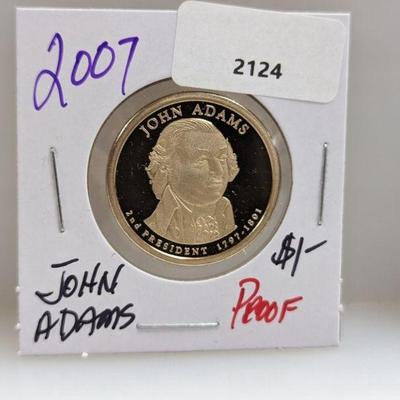 2007
2124
JOHN ADAMS
2nd PRESIDENT 1797-1801
$1-
JOHN
ADAMS
PROOF